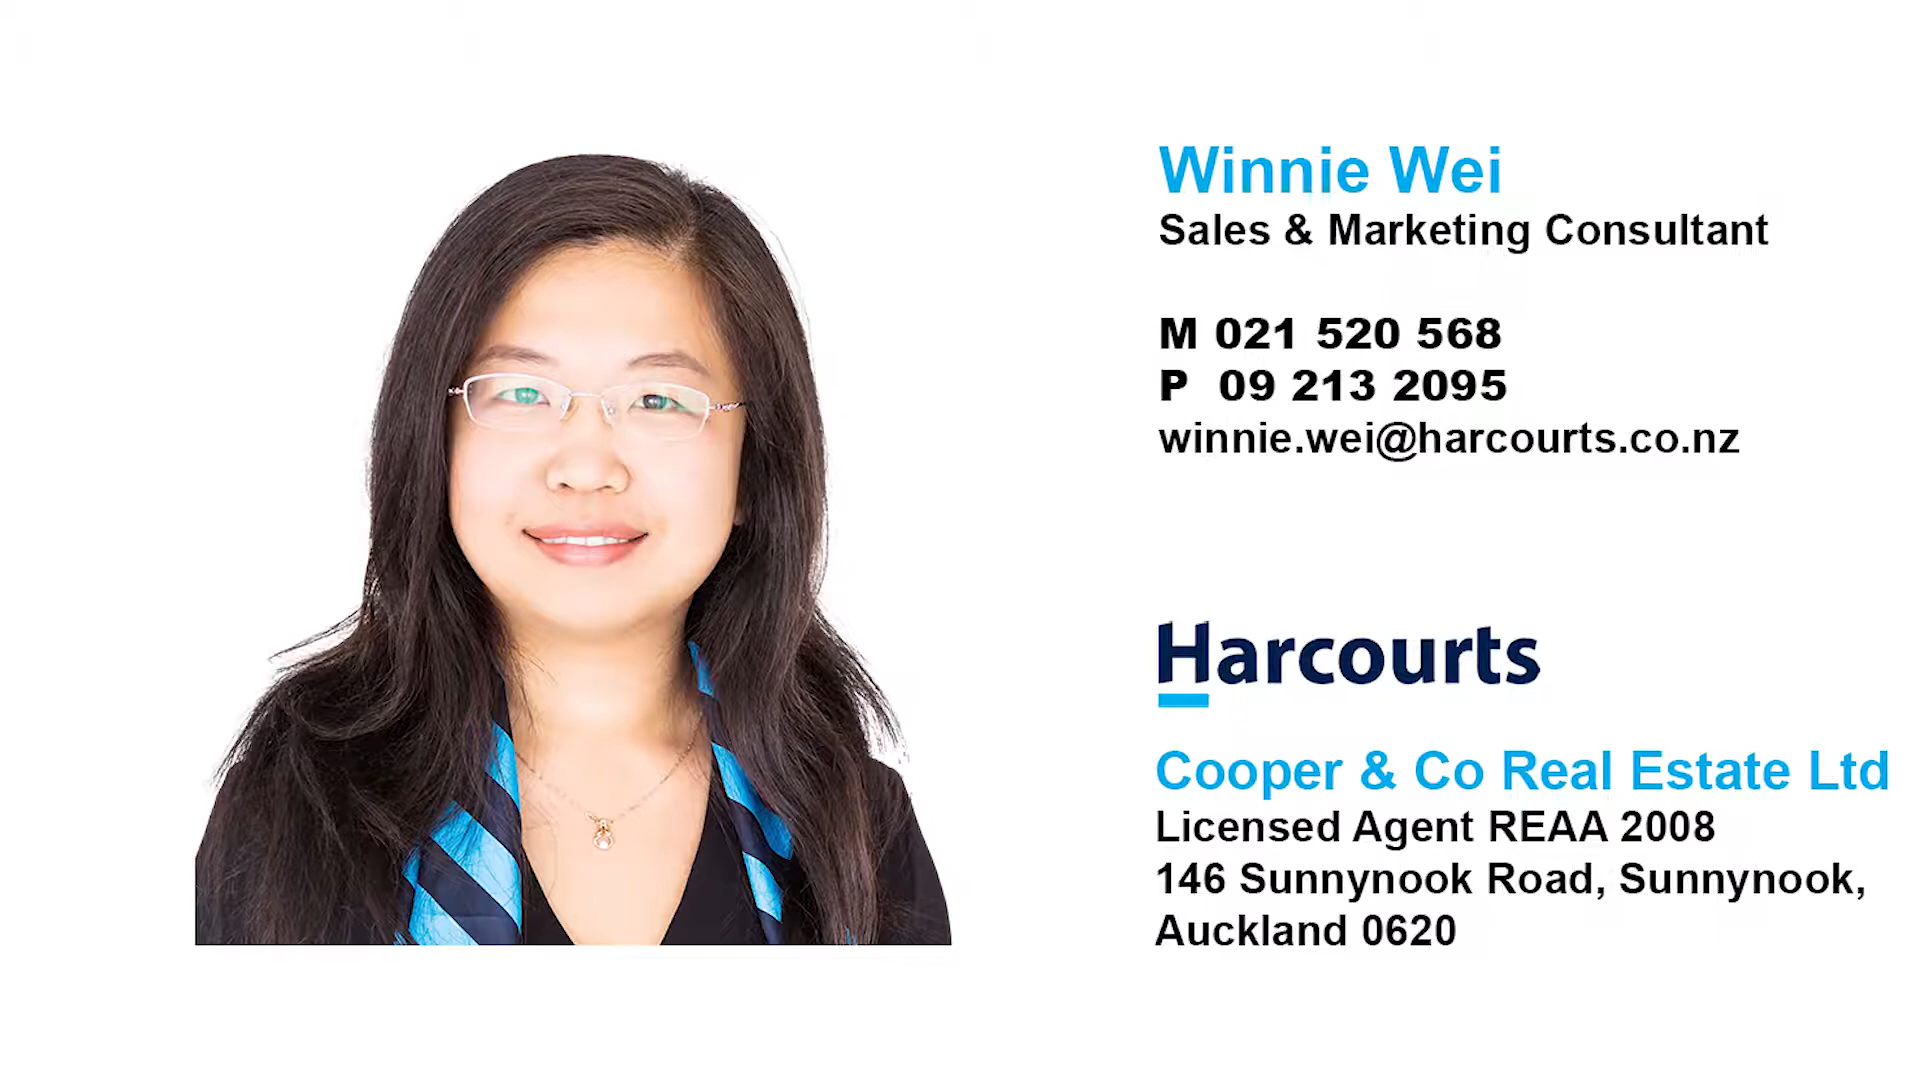 Winnie Wei
Sales & Marketing Consultant
M 021 520 568
P 09 213 2095
winnie.wei@harcourts.co.nz
Harcourts
Cooper & Co Real Estate Ltd
Licensed Agent REAA 2008
146 Sunnynook Road, Sunnynook,
Auckland 0620